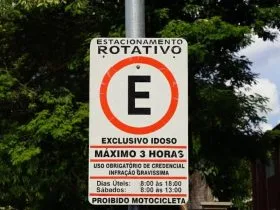 ESTACIONAMENTO
ROTATIVO
E
EXCLUSIVO IDOSO
MÁXIMO 3 HORAS
USO OBRIGATÓRIO DE CREDENCIAL
INFRAÇÃO GRAVÍSSIMA
Dias Úteis: 8:00 às 18:00
Sábados: 8:00 às 13:00
PROIBIDO MOTOCICLETA